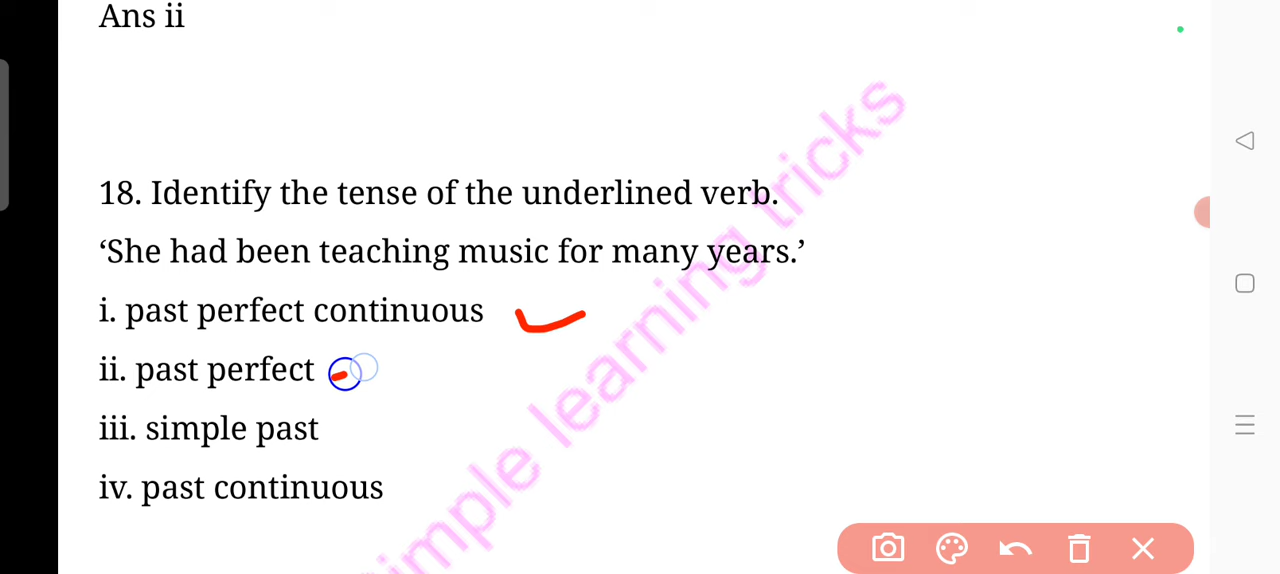 Ans ii
18. Identify the tense of the underlined verb.
‘She had been teaching music for many years.’
i. past perfect continuous
ii. past perfect
iii. simple past
iv. past continuous
simple learning tricks